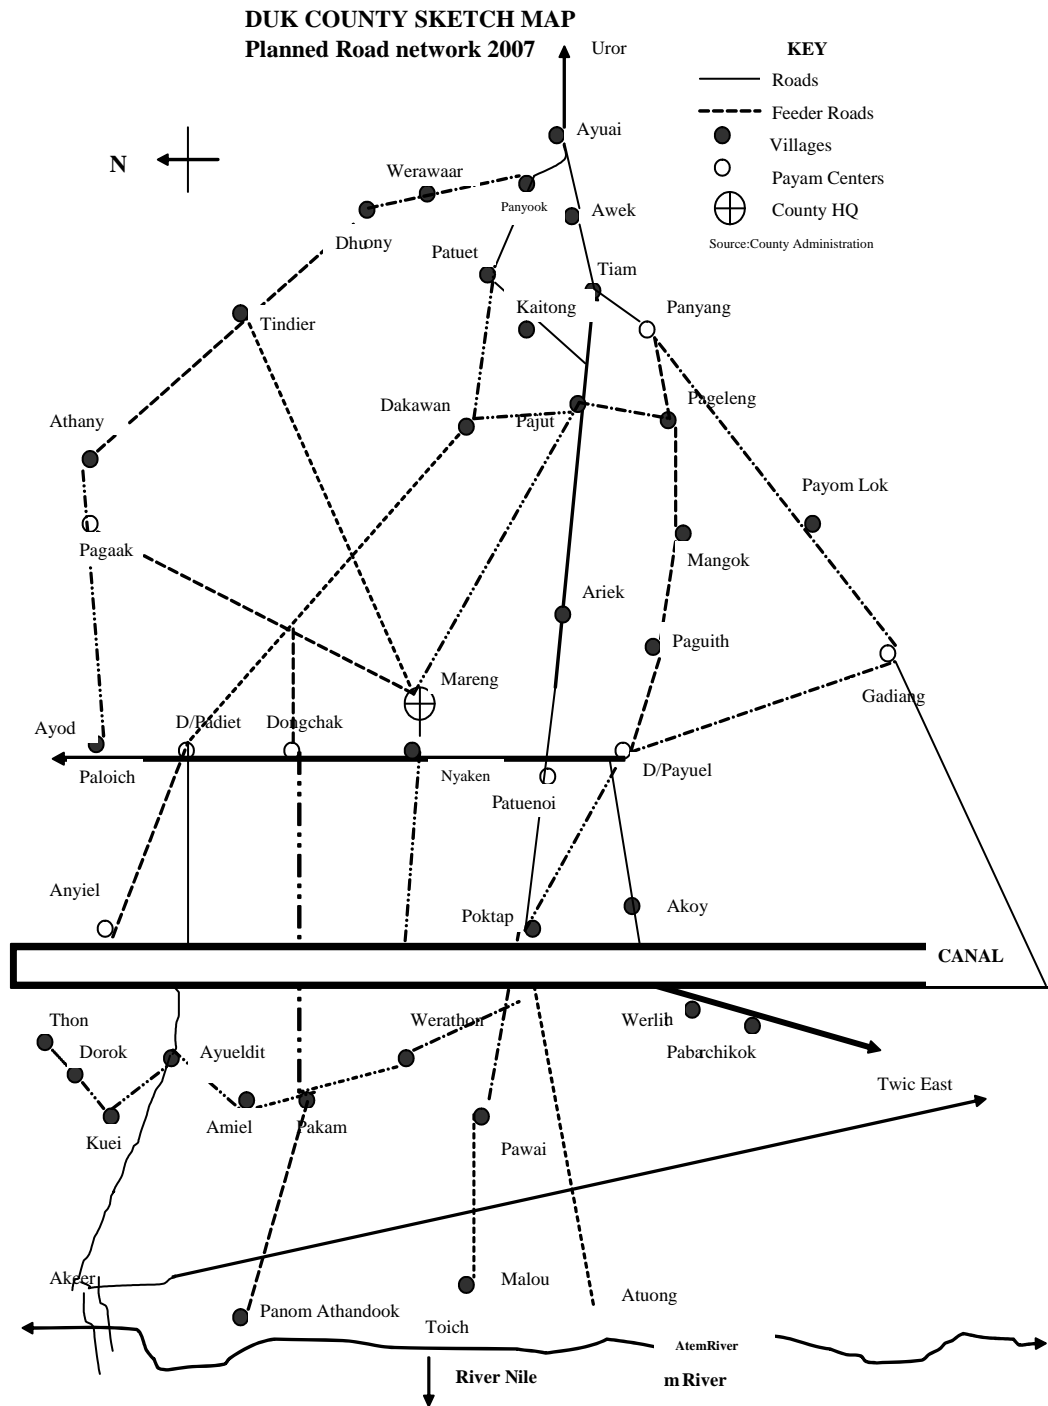 DUK COUNTY SKETCH MAP
Planned Road network 2007
Uror
KEY
Roads
Feeder Roads
Villages
Payam Centers
County HQ
Source:County Administration
N
Ayuai
Werawaar
Panyook
Awek
Dhuony
Patuet
Tiam
Kaitong
Panyang
Tindier
Dakawan
Pajut
Pageleng
Athany
Payom Lok
Pagaak
Mangok
Ariek
Paguith
Mareng
Gadiang
Ayod
D/Padiet
Dongchak
Paloich
Nyaken
D/Payuel
Patuenoi
Anyiel
Poktap
Akoy
CANAL
Thon
Werathon
Werlih
Dorok
Ayueldit
Pabarchikok
Twic East
Kuei
Amiel
Pakam
Pawai
Akeer
Malou
Atuong
Panom Athandook
Toich
AtemRiver
River Nile
m River